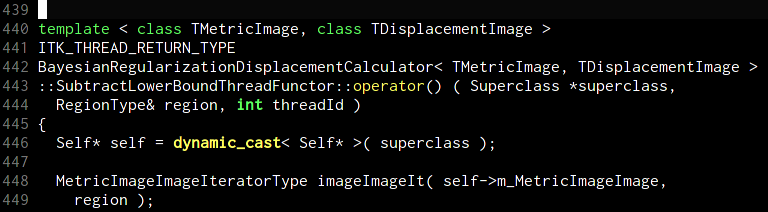 439
440 template < class TMetricImage, class TDisplacementImage >
441 ITK_THREAD_RETURN_TYPE
442 BayesianRegularizationDisplacementCalculator< TMetricImage, TDisplacementImage >
443 ::SubtractLowerBoundThreadFunctor::operator() ( Superclass *superclass,
444   RegionType& region, int threadId )
445 {
446   Self* self = dynamic_cast< Self* >( superclass );
447
448   MetricImageImageIteratorType imageImageIt( self->m_MetricImageImage,
449     region );